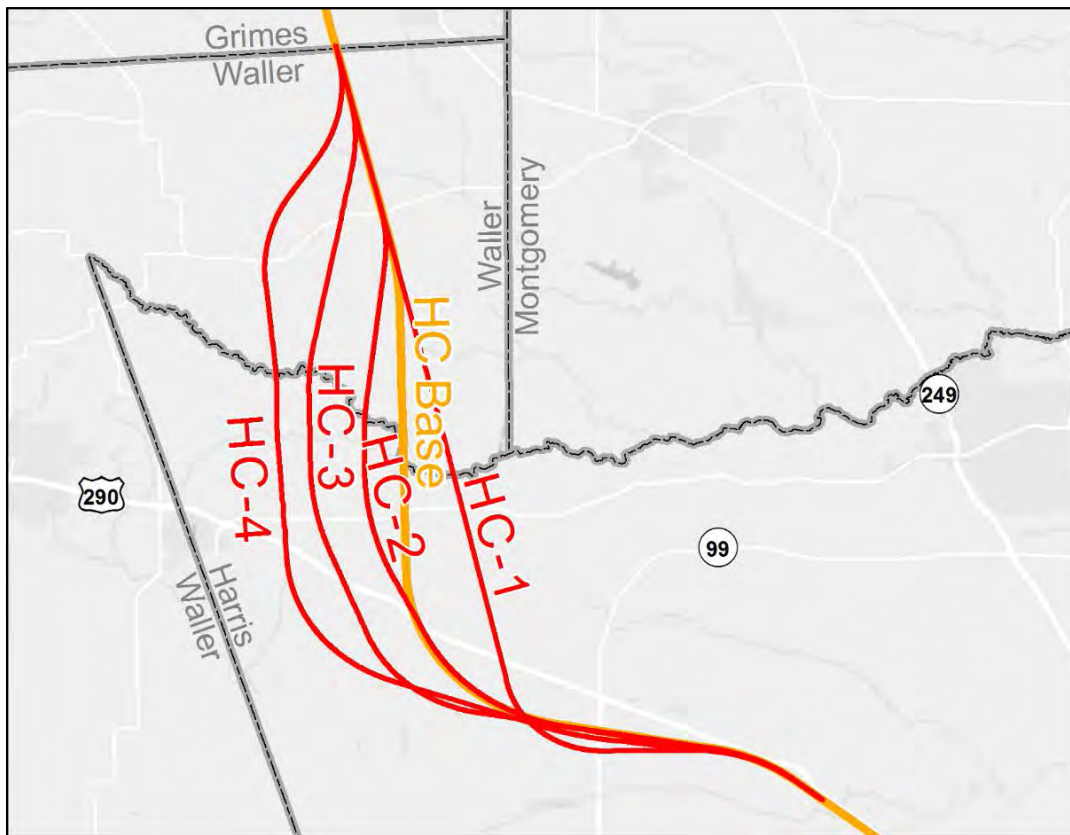 Grimes
Waller
Waller
Montgomery
HC-Base
249
HC-3
HC-2
HC-4
HC-1
290
99
Harris
Waller